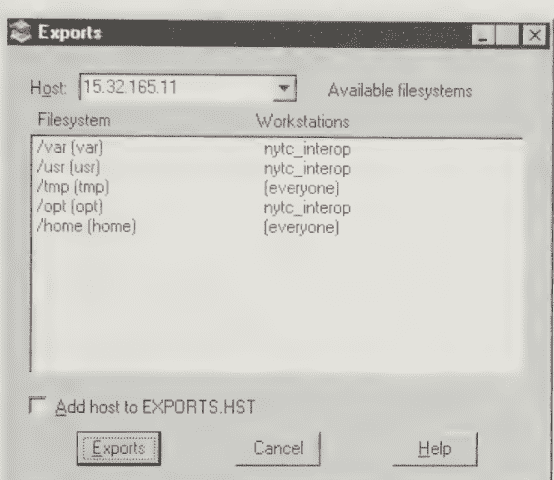 Exports
Host: 15.32.165.11 Available filesystems
Filesystem Workstations
/var (var) nytc_interop
/usr (usr) nytc_interop
/tmp (tmp) (everyone)
/opt (opt) nytc_interop
/home (home) (everyone)
Add host to EXPORTS.HST
Exports Cancel Help